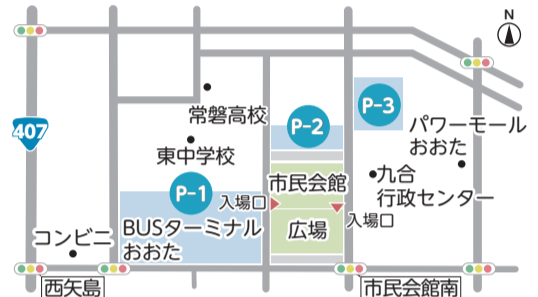 N
407
常磐高校
P-2
P-3
パワーモール
おおた
東中学校
P-1
市民会館
九合
行政センター
入場口
入場口
BUSターミナル
おおた
広場
コンビニ
西矢島
市民会館南